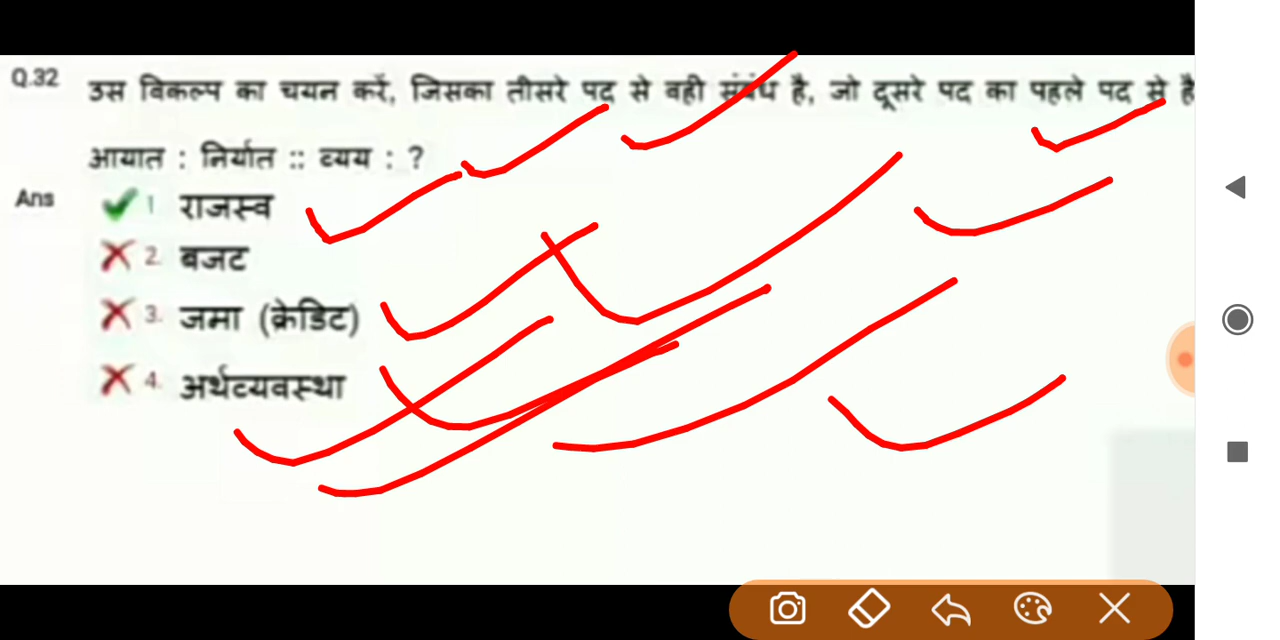 Q.32 उस विकल्प का चयन करें, जिसका तीसरे पद से वही संबंध है, जो दूसरे पद का पहले पद से है
आयात : निर्यात :: व्यय : ?
Ans 1 राजस्व
2. बजट
3. जमा (क्रेडिट)
4. अर्थव्यवस्था